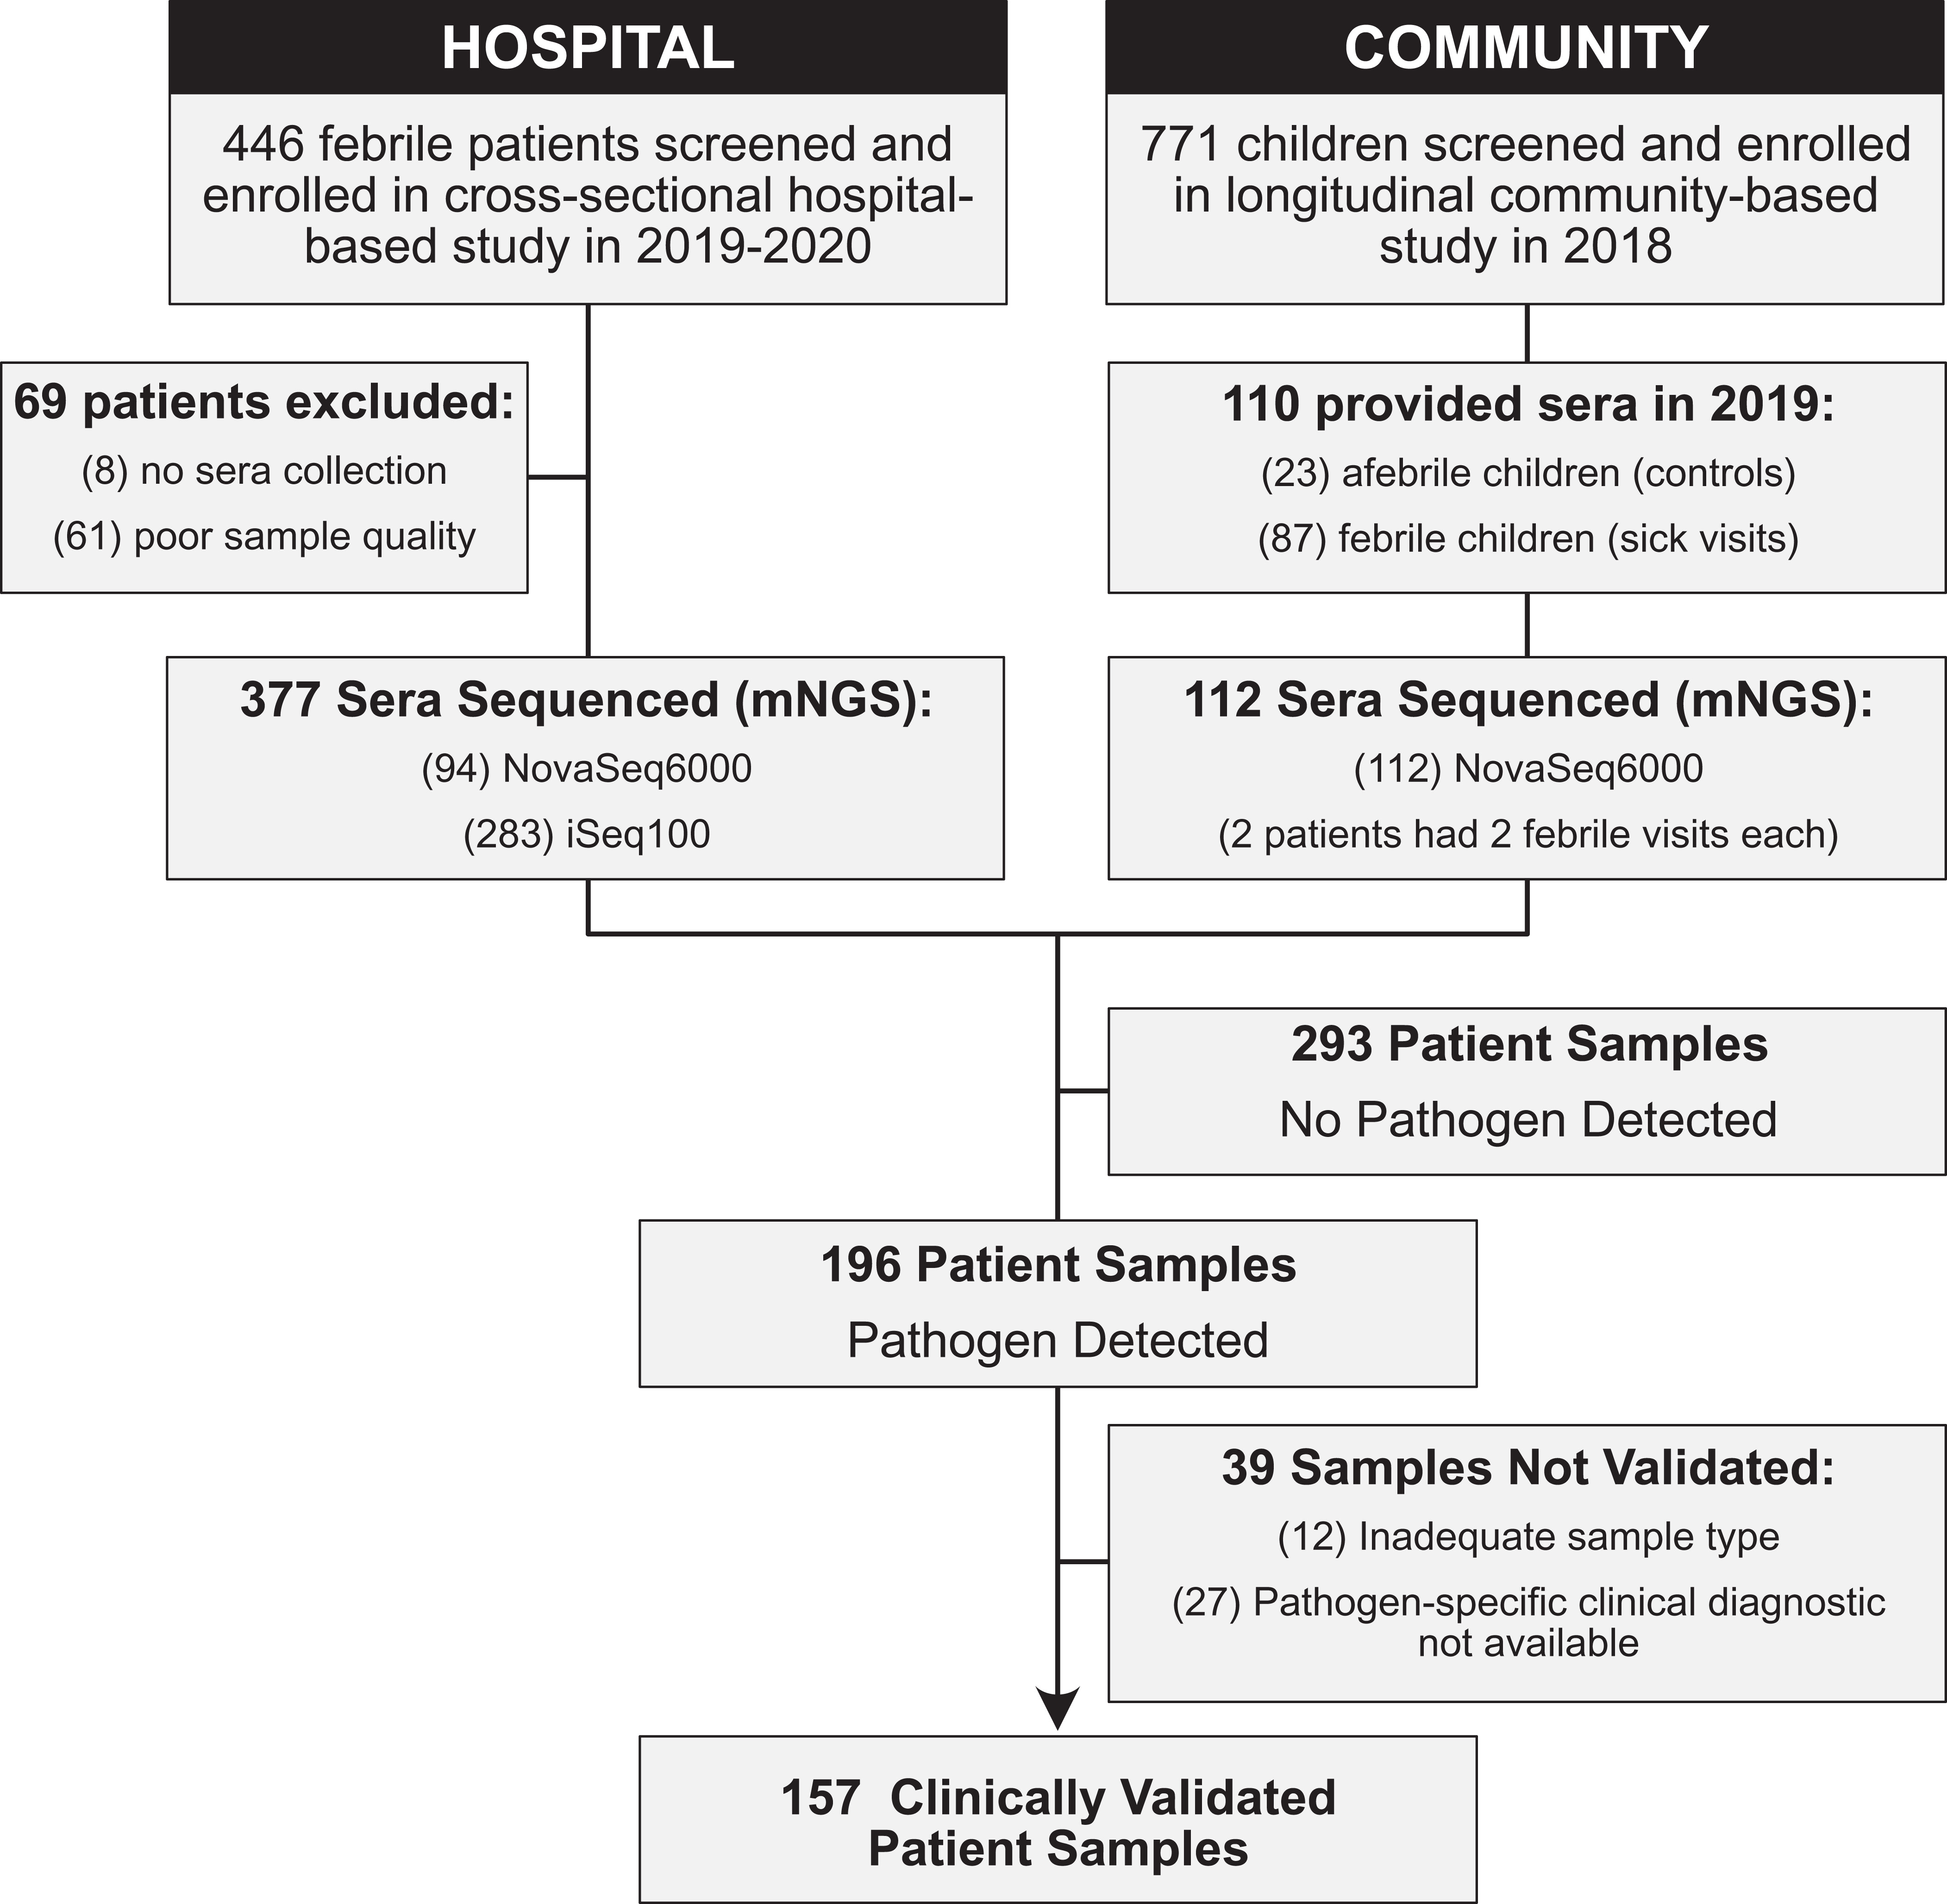 HOSPITAL
446 febrile patients screened and
enrolled in cross-sectional hospital-
based study in 2019-2020
COMMUNITY
771 children screened and enrolled
in longitudinal community-based
study in 2018
69 patients excluded:
(8) no sera collection
(61) poor sample quality
110 provided sera in 2019:
(23) afebrile children (controls)
(87) febrile children (sick visits)
377 Sera Sequenced (mNGS):
(94) NovaSeq6000
(283) iSeq100
112 Sera Sequenced (mNGS):
(112) NovaSeq6000
(2 patients had 2 febrile visits each)
293 Patient Samples
No Pathogen Detected
196 Patient Samples
Pathogen Detected
39 Samples Not Validated:
(12) Inadequate sample type
(27) Pathogen-specific clinical diagnostic
not available
157 Clinically Validated
Patient Samples